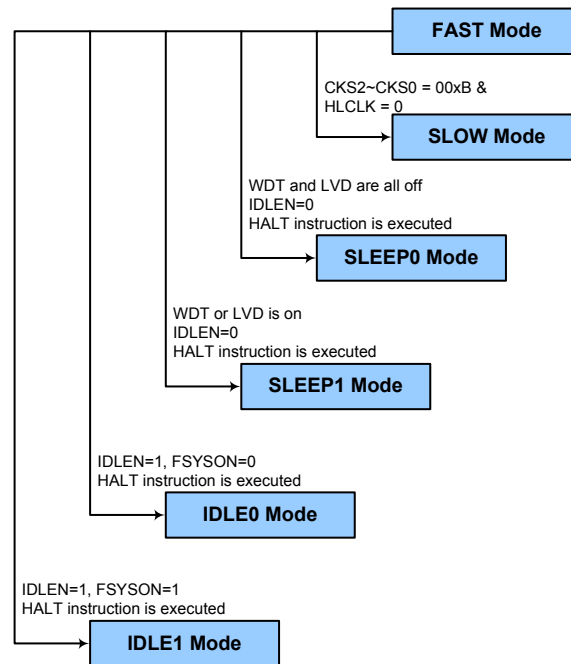 FAST Mode
CKS2~CKS0 = 00xB &
HLCLK = 0
SLOW Mode
WDT and LVD are all off
IDLEN=0
HALT instruction is executed
SLEEP0 Mode
WDT or LVD is on
IDLEN=0
HALT instruction is executed
SLEEP1 Mode
IDLEN=1, FSYSON=0
HALT instruction is executed
IDLE0 Mode
IDLEN=1, FSYSON=1
HALT instruction is executed
IDLE1 Mode